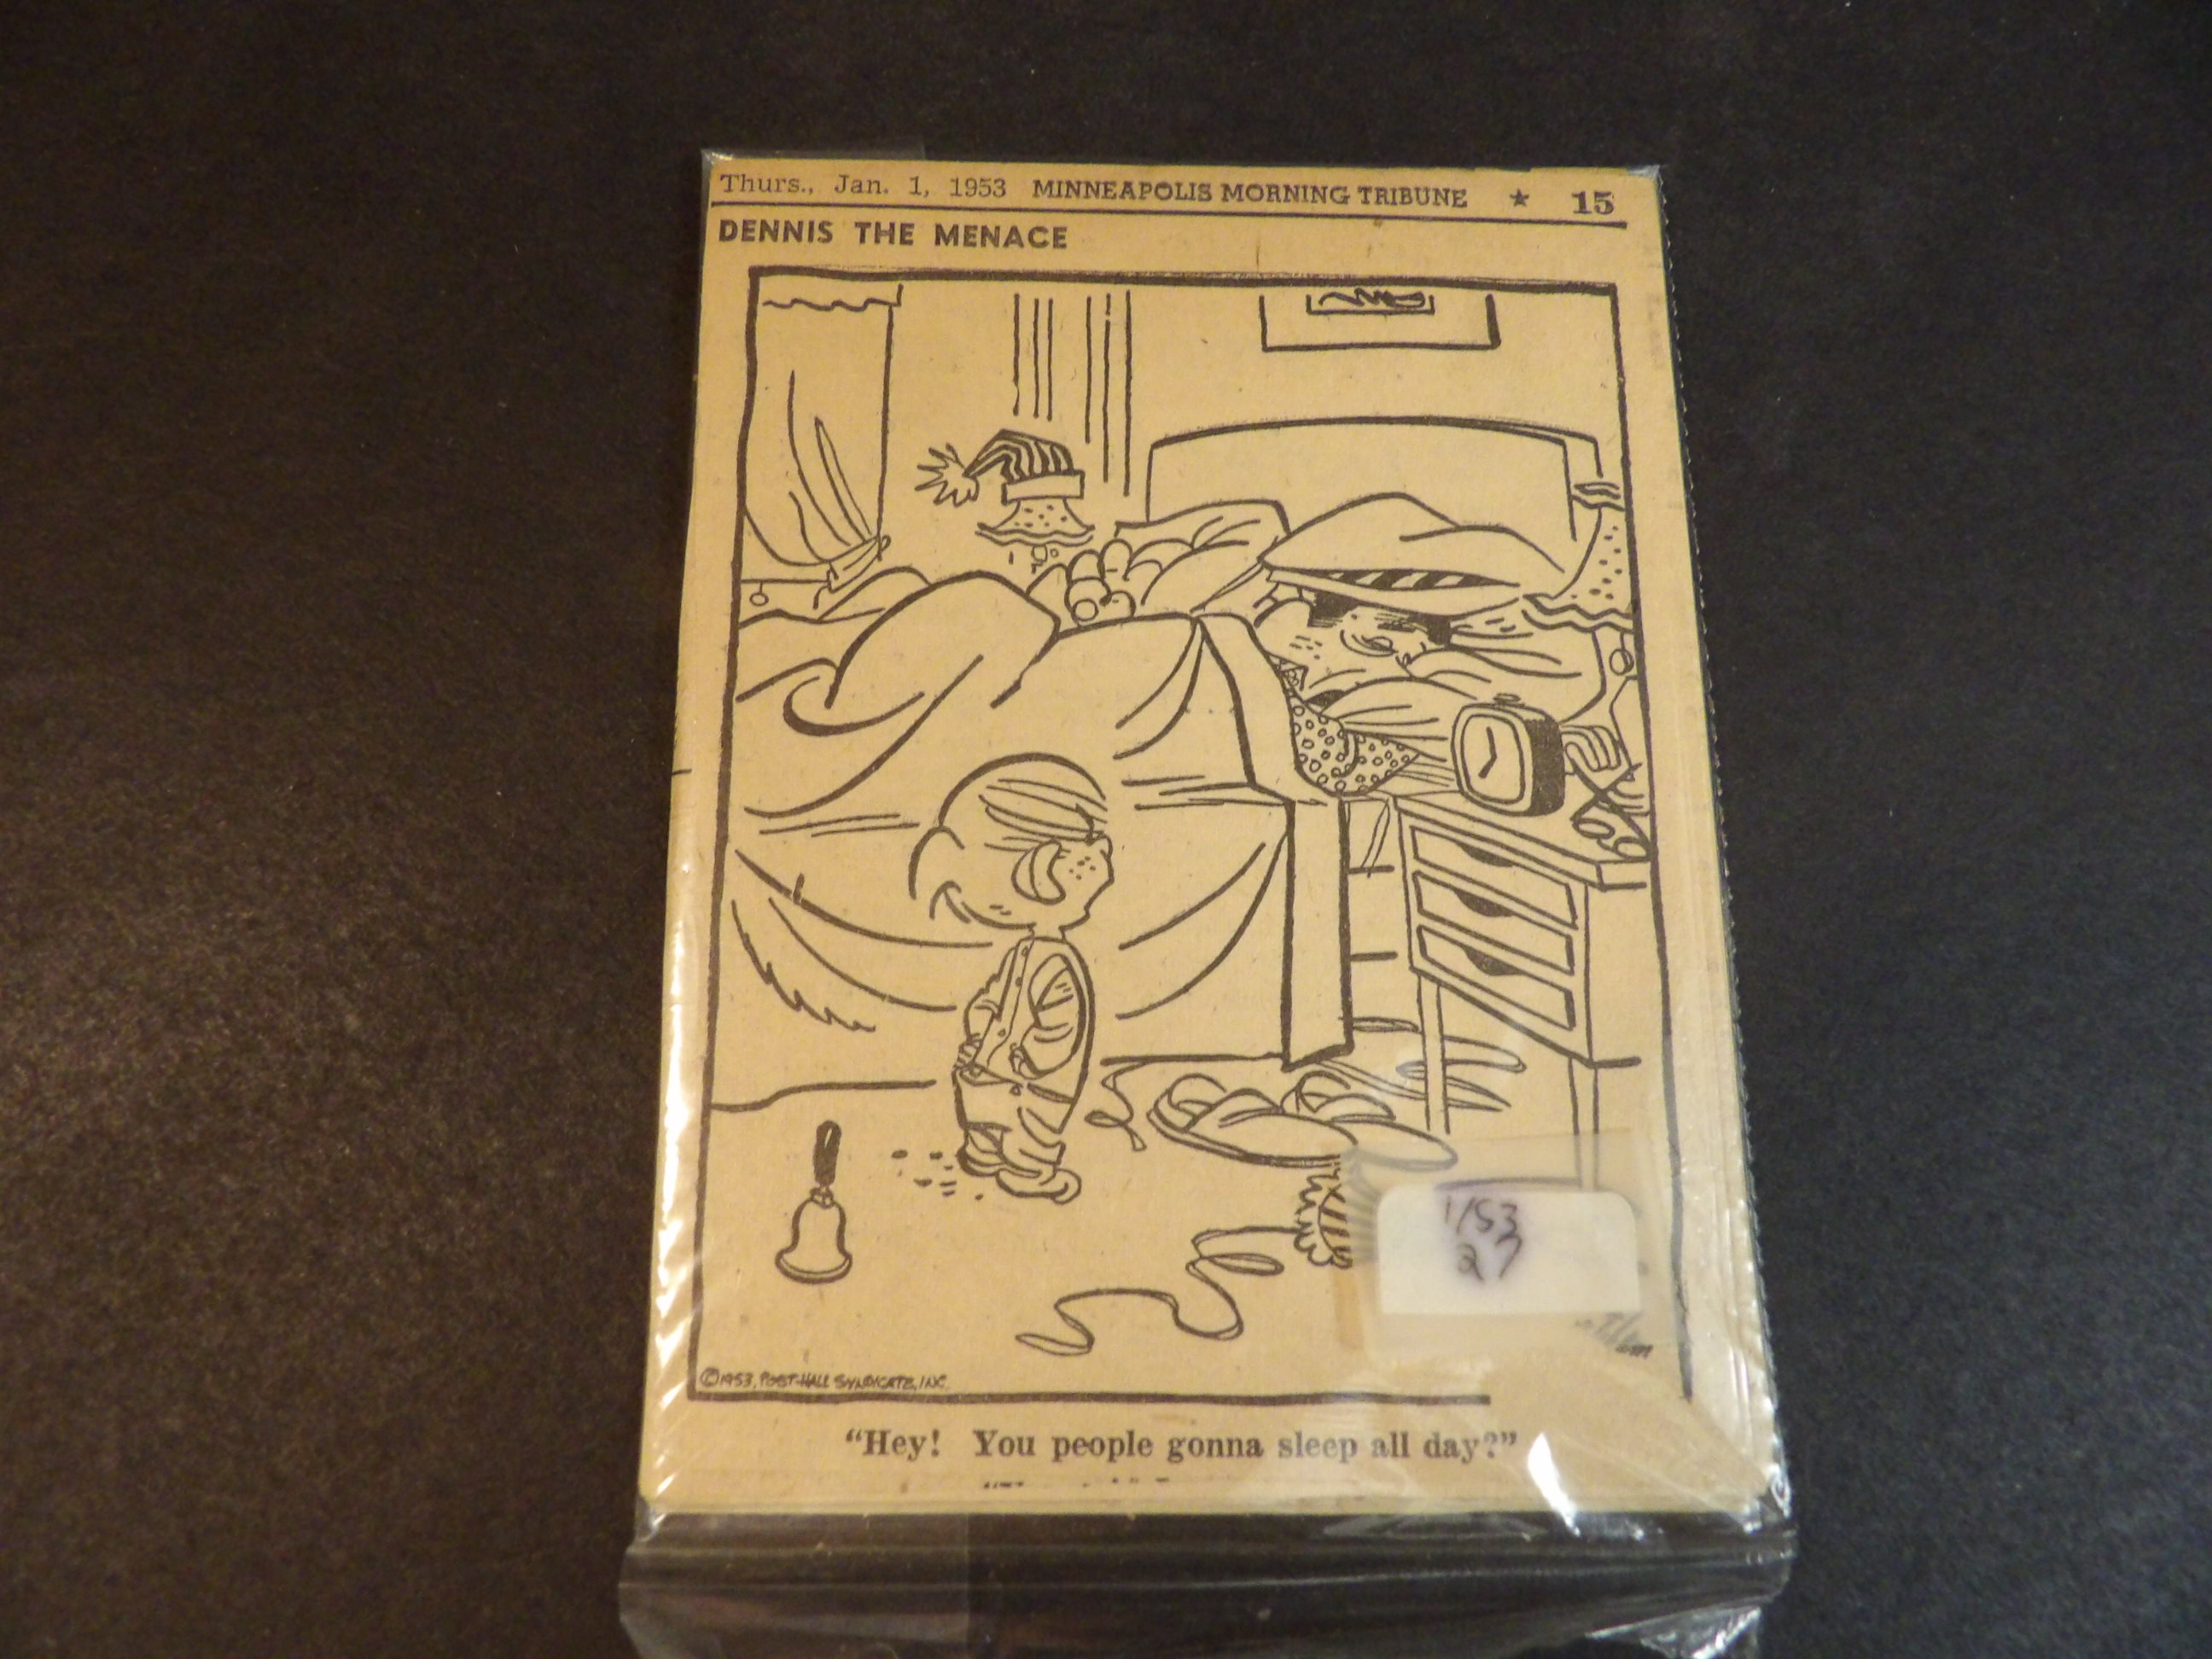 Thurs., Jan. 1, 1953 MINNEAPOLIS MORNING TRIBUNE ★ 15
DENNIS THE MENACE
©1953, POST-HALL SYNDICATE, INC.
1/53
27
"Hey! You people gonna sleep all day?"